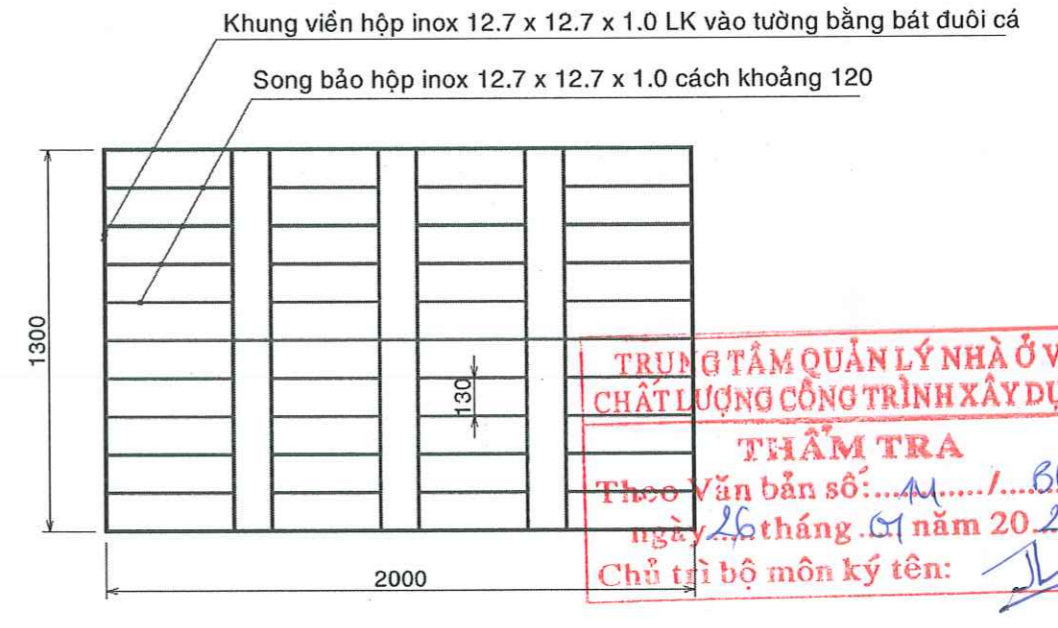 Khung viền hộp inox 12.7 x 12.7 x 1.0 LK vào tường bằng bát đuôi cá
Song bảo hộp inox 12.7 x 12.7 x 1.0 cách khoảng 120
1300
130
2000
TRUNG TÂM QUẢN LÝ NHÀ Ở V
CHẤT LƯỢNG CÔNG TRÌNH XÂY DỰ
THẨM TRA
Theo Văn bản số:........../.....
ngày 26 tháng 01 năm 20.2
Chủ trì bộ môn ký tên: